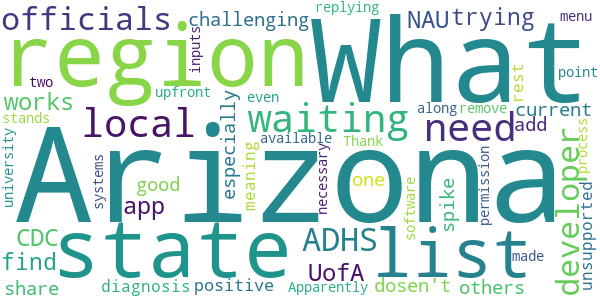 replying
officials challenging NAU trying menu
region What
inputs
two upfront even point
works local waiting need rest current
along remove add
stands especially available
university Arizona developer
systems good meaning Thank one necessary permission process
app software unsupported
CDC state ADHS spike list
find UofA made
share diagnosis positive Apparently dosen't others